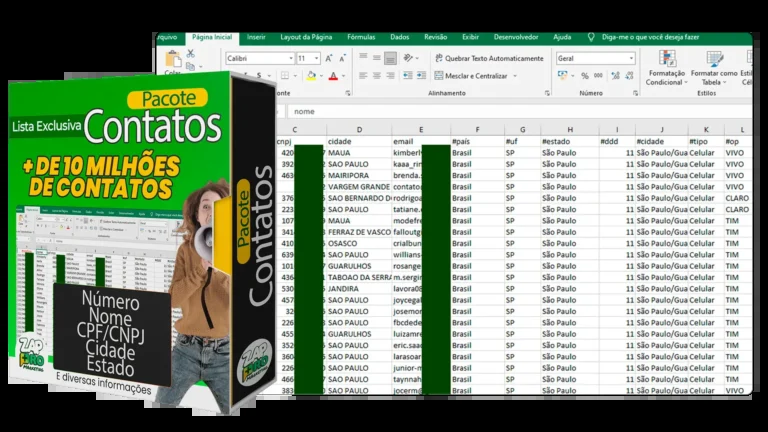 Arquivo Página Inicial Inserir Layout da Página Fórmulas Dados Revisão Exibir Desenvolvedor Ajuda Diga-me o que você deseja fazer
Calibri 11 Quebrar Texto Automaticamente Geral
Mesclar e Centralizar
Formatação Condicional
Formatar como Tabela
Alinhamento Número Estilos
nome
C D E F G H I J K L
cnpj cidade email #país #uf #estado #ddd #cidade #tipo #op
420 MAUA kimberly Brasil SP São Paulo 11 São Paulo/Gua Celular VIVO
392 SAO PAULO kaaa_rin Brasil SP São Paulo 11 São Paulo/Gua Celular VIVO
463 MAIRIPORA brenda.s Brasil SP São Paulo 11 São Paulo/Gua Celular VIVO
VARGEM GRANDE contato Brasil SP São Paulo 11 São Paulo/Gua Celular VIVO
376 SAO BERNARDO DO rodrigo Brasil SP São Paulo 11 São Paulo/Gua Celular CLARO
223 SAO PAULO tatiane. Brasil SP São Paulo 11 São Paulo/Gua Celular CLARO
107 MAUA modefre Brasil SP São Paulo 11 São Paulo/Gua Celular TIM
341 FERRAZ DE VASCO falloutg Brasil SP São Paulo 11 São Paulo/Gua Celular TIM
410 OSASCO crialbun Brasil SP São Paulo 11 São Paulo/Gua Celular TIM
639 SAO PAULO willians- Brasil SP São Paulo 11 São Paulo/Gua Celular TIM
101 GUARULHOS rosange Brasil SP São Paulo 11 São Paulo/Gua Celular TIM
436 TABOAO DA SERRA m.sergin Brasil SP São Paulo 11 São Paulo/Gua Celular TIM
530 JANDIRA lavora08 Brasil SP São Paulo 11 São Paulo/Gua Celular TIM
457 SAO PAULO joycegal Brasil SP São Paulo 11 São Paulo/Gua Celular TIM
302 SAO PAULO josemor Brasil SP São Paulo 11 São Paulo/Gua Celular TIM
226 SAO PAULO fbcdede Brasil SP São Paulo 11 São Paulo/Gua Celular TIM
455 GUARULHOS luizamre Brasil SP São Paulo 11 São Paulo/Gua Celular TIM
352 SAO PAULO eric.saa Brasil SP São Paulo 11 São Paulo/Gua Celular TIM
364 SAO PAULO larasoar Brasil SP São Paulo 11 São Paulo/Gua Celular TIM
226 SAO PAULO junior-m Brasil SP São Paulo 11 São Paulo/Gua Celular TIM
466 SAO PAULO taynnah Brasil SP São Paulo 11 São Paulo/Gua Celular TIM
383 SAO PAULO jocerm Brasil SP São Paulo 11 São Paulo/Gua Celular VIVO
Pacote
Lista Exclusiva Contatos
+ DE 10 MILHÕES
DE CONTATOS
Número
Nome
CPF/CNPJ
Cidade
Estado
E diversas informações
Pacote
Contatos
ZAP